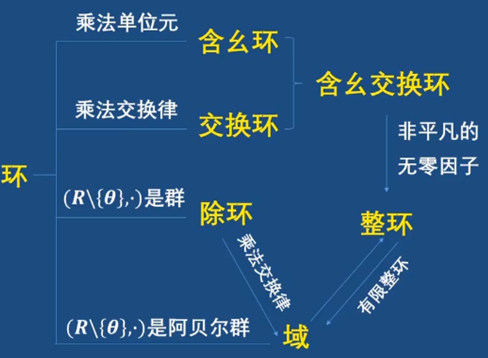 乘法单位元
含幺环
含幺交换环
乘法交换律
交换环
非平凡的
无零因子
环
(R\{θ},·)是群
除环
整环
乘法交换律
有限整环
(R\{θ},·)是阿贝尔群
域